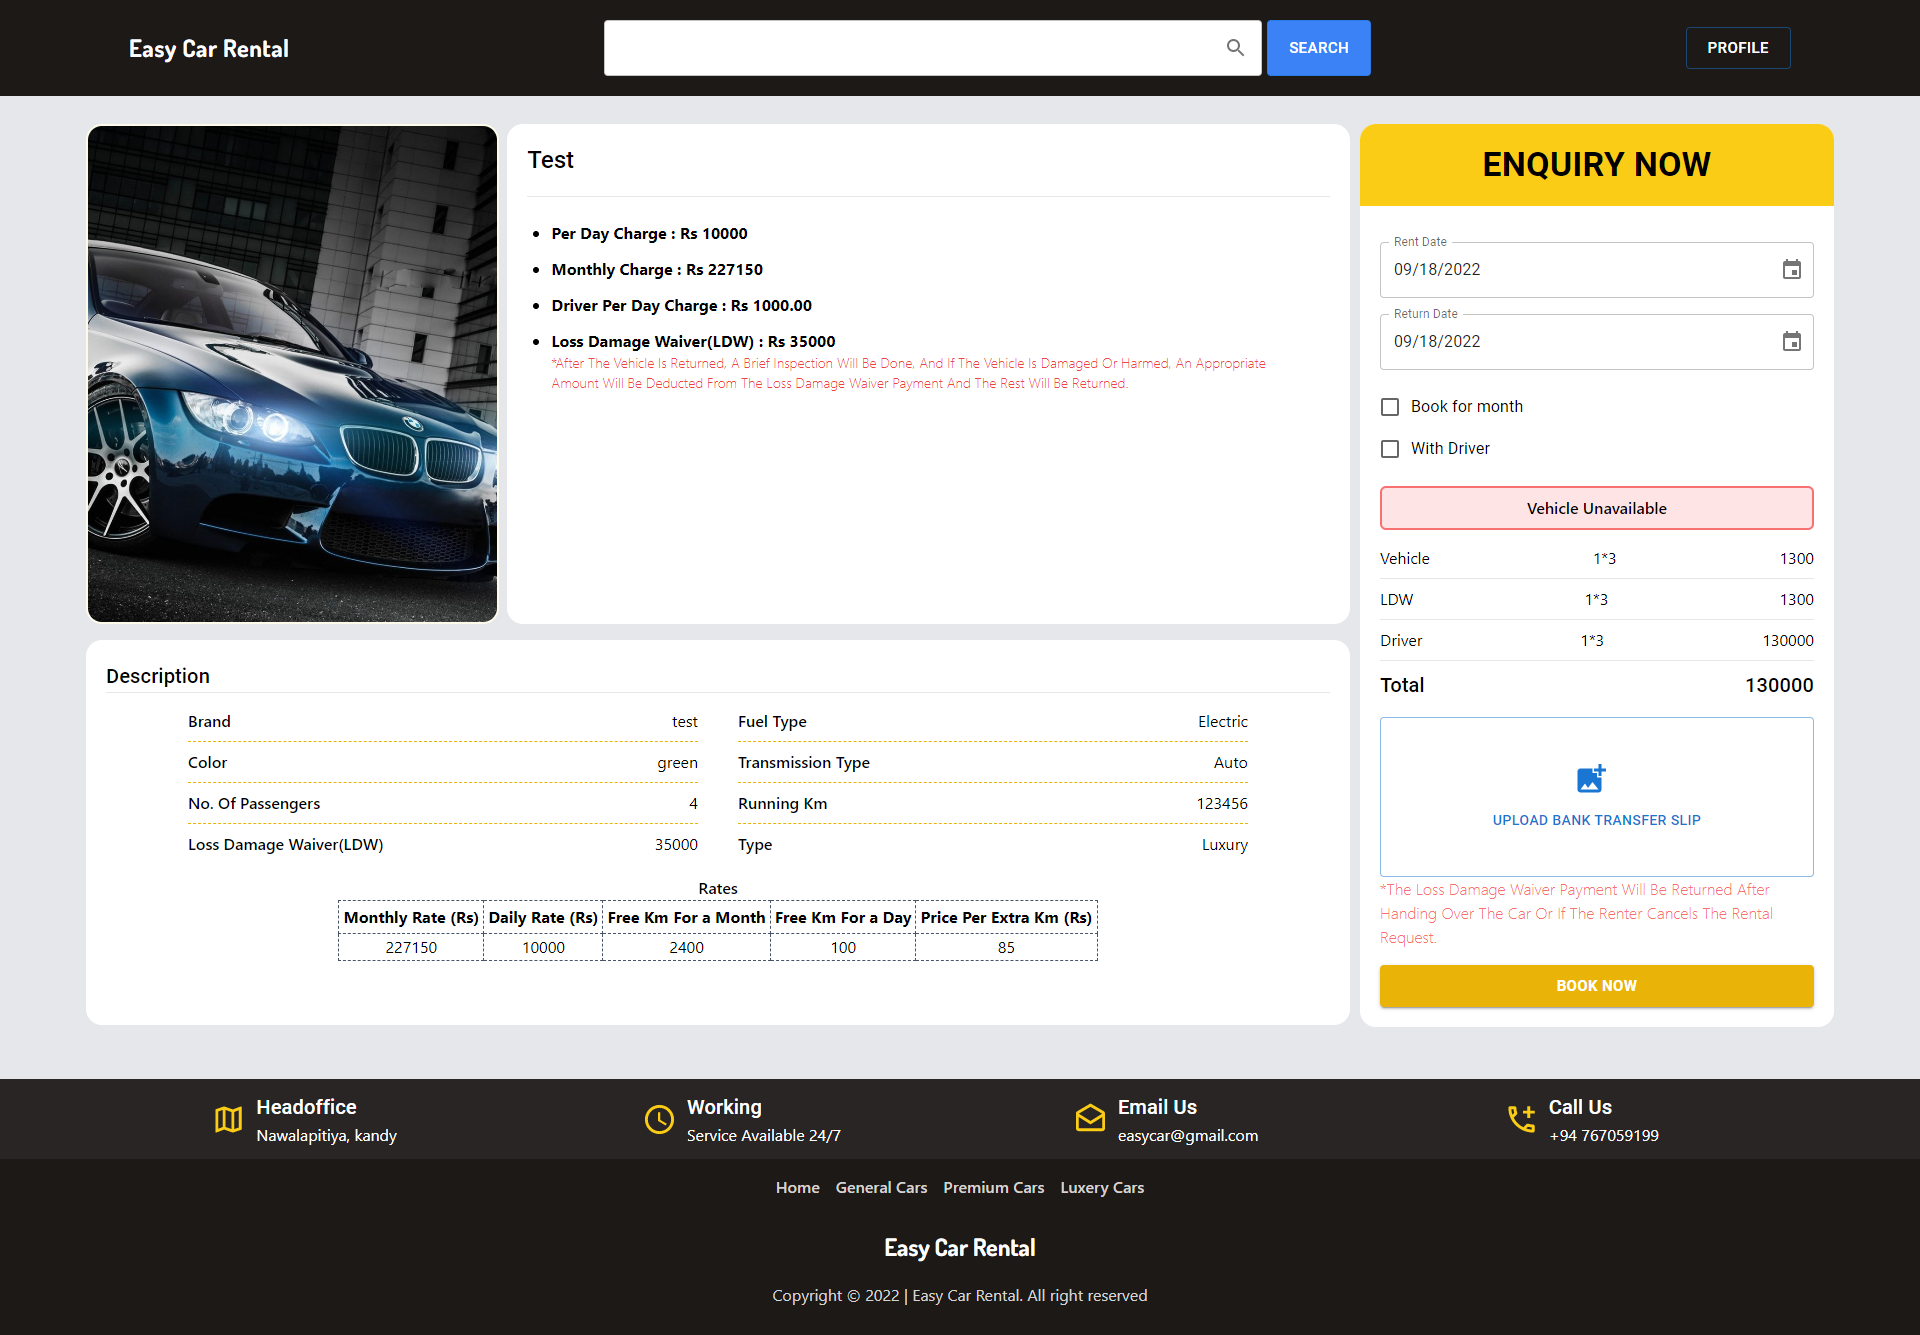 Easy Car Rental
SEARCH
PROFILE
Test
Per Day Charge : Rs 10000
Monthly Charge : Rs 227150
Driver Per Day Charge : Rs 1000.00
Loss Damage Waiver(LDW) : Rs 35000
*After The Vehicle Is Returned, A Brief Inspection Will Be Done, And If The Vehicle Is Damaged Or Harmed, An Appropriate
Amount Will Be Deducted From The Loss Damage Waiver Payment And The Rest Will Be Returned.
ENQUIRY NOW
Rent Date
09/18/2022
Return Date
09/18/2022
Book for month
With Driver
Vehicle Unavailable
Vehicle 1*3 1300
LDW 1*3 1300
Driver 1*3 130000
Total 130000
UPLOAD BANK TRANSFER SLIP
*The Loss Damage Waiver Payment Will Be Returned After
Handing Over The Car Or If The Renter Cancels The Rental
Request.
BOOK NOW
Description
Brand test Fuel Type Electric
Color green Transmission Type Auto
No. Of Passengers 4 Running Km 123456
Loss Damage Waiver(LDW) 35000 Type Luxury
Rates
Monthly Rate (Rs) Daily Rate (Rs) Free Km For a Month Free Km For a Day Price Per Extra Km (Rs)
227150 10000 2400 100 85
Headoffice
Nawalapitiya, kandy
Working
Service Available 24/7
Email Us
easycar@gmail.com
Call Us
+94 767059199
Home General Cars Premium Cars Luxery Cars
Easy Car Rental
Copyright © 2022 | Easy Car Rental. All right reserved